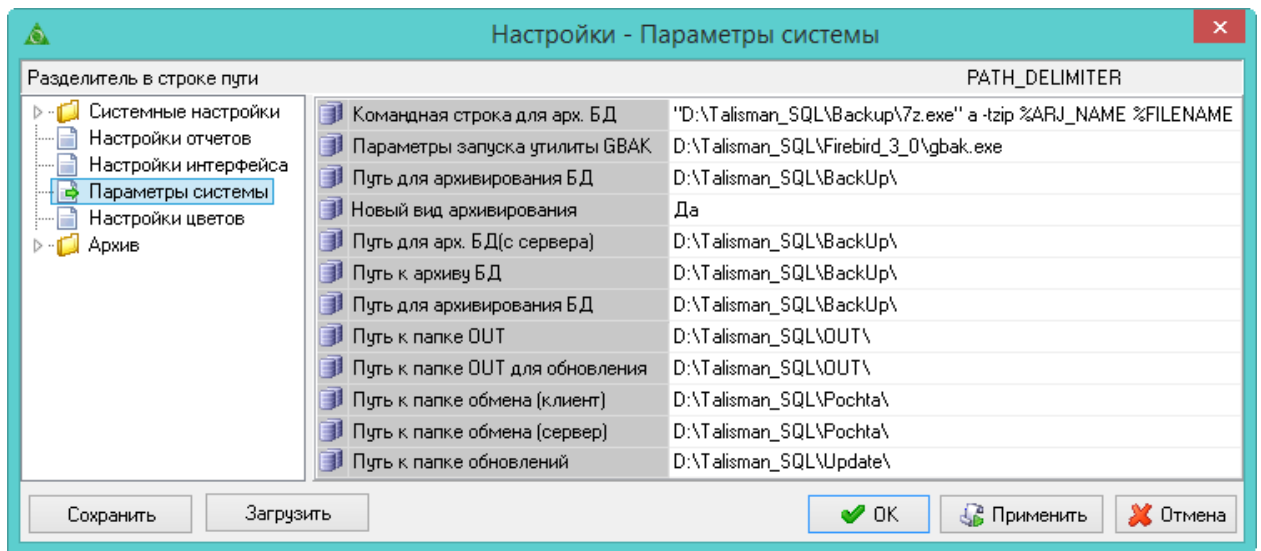 Настройки - Параметры системы
Разделитель в строке пути PATH_DELIMITER
Системные настройки
Настройки отчетов
Настройки интерфейса
Параметры системы
Настройки цветов
Архив
Командная строка для арх. БД "D:\Talisman_SQL\Backup\7z.exe" a -tzip %ARJ_NAME %FILENAME
Параметры запуска утилиты GBAK D:\Talisman_SQL\Firebird_3_0\gbak.exe
Путь для архивирования БД D:\Talisman_SQL\BackUp\
Новый вид архивирования Да
Путь для арх. БД(с сервера) D:\Talisman_SQL\BackUp\
Путь к архиву БД D:\Talisman_SQL\BackUp\
Путь для архивирования БД D:\Talisman_SQL\BackUp\
Путь к папке OUT D:\Talisman_SQL\OUT\
Путь к папке OUT для обновления D:\Talisman_SQL\OUT\
Путь к папке обмена (клиент) D:\Talisman_SQL\Pochta\
Путь к папке обмена (сервер) D:\Talisman_SQL\Pochta\
Путь к папке обновлений D:\Talisman_SQL\Update\
Сохранить Загрузить OK Применить Отмена